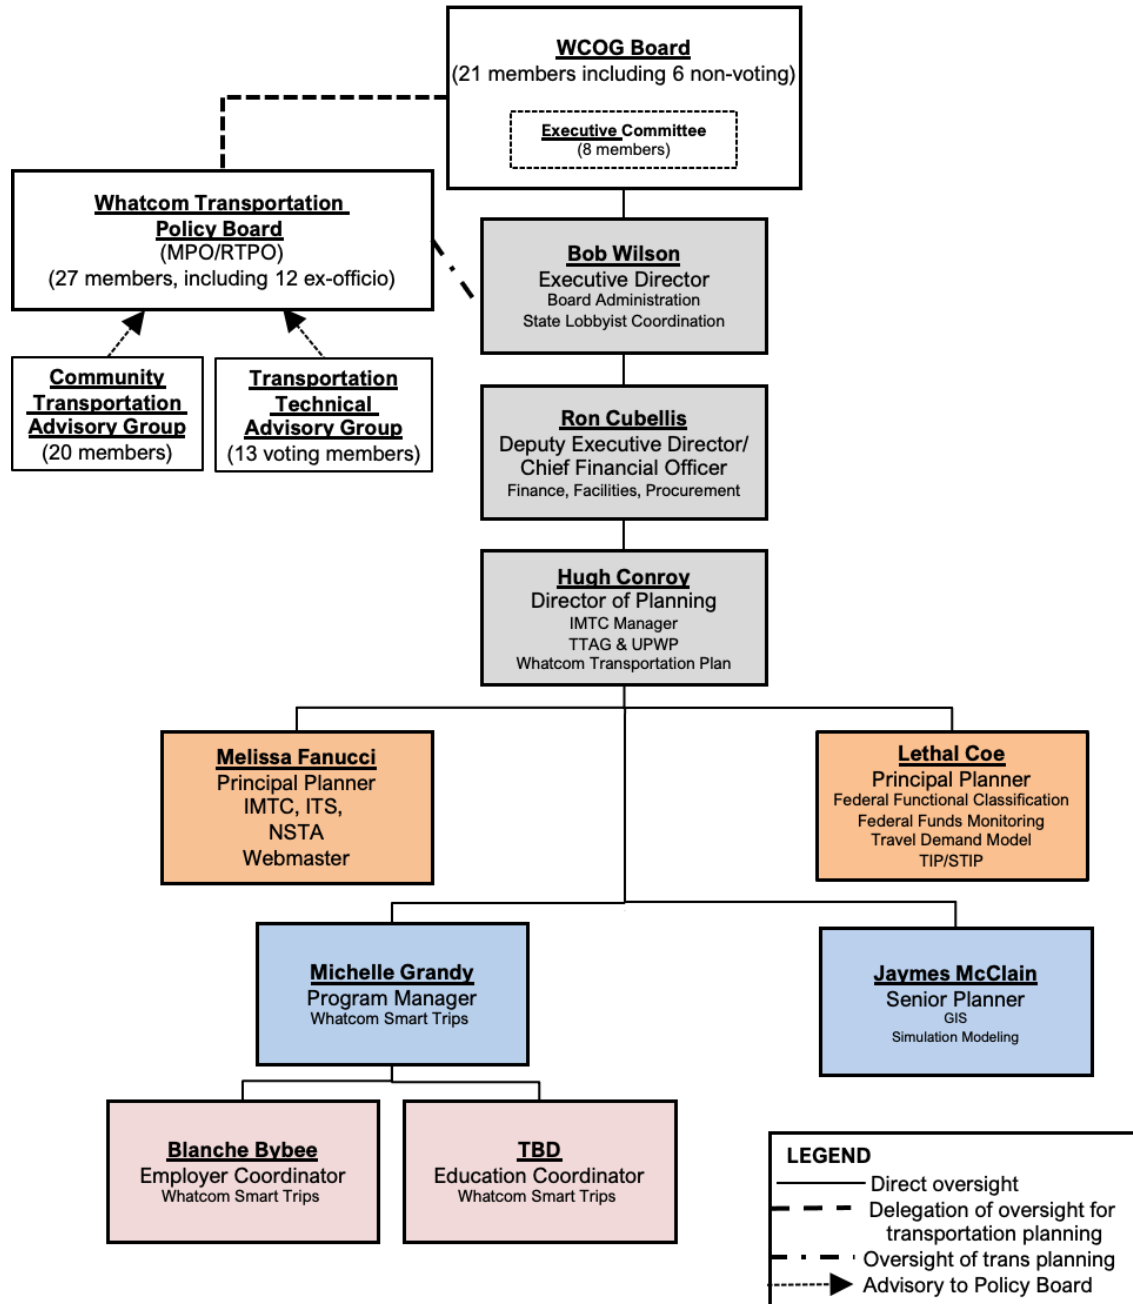 WCOG Board
(21 members including 6 non-voting)
Executive Committee
(8 members)
Whatcom Transportation
Policy Board
(MPO/RTPO)
(27 members, including 12 ex-officio)
Bob Wilson
Executive Director
Board Administration
State Lobbyist Coordination
Community
Transportation
Advisory Group
(20 members)
Transportation
Technical
Advisory Group
(13 voting members)
Ron Cubellis
Deputy Executive Director/
Chief Financial Officer
Finance, Facilities, Procurement
Hugh Conroy
Director of Planning
IMTC Manager
TTAG & UPWP
Whatcom Transportation Plan
Melissa Fanucci
Principal Planner
IMTC, ITS,
NSTA
Webmaster
Lethal Coe
Principal Planner
Federal Functional Classification
Federal Funds Monitoring
Travel Demand Model
TIP/STIP
Michelle Grandy
Program Manager
Whatcom Smart Trips
Jaymes McClain
Senior Planner
GIS
Simulation Modeling
Blanche Bybee
Employer Coordinator
Whatcom Smart Trips
TBD
Education Coordinator
Whatcom Smart Trips
LEGEND
Direct oversight
Delegation of oversight for
transportation planning
Oversight of trans planning
Advisory to Policy Board